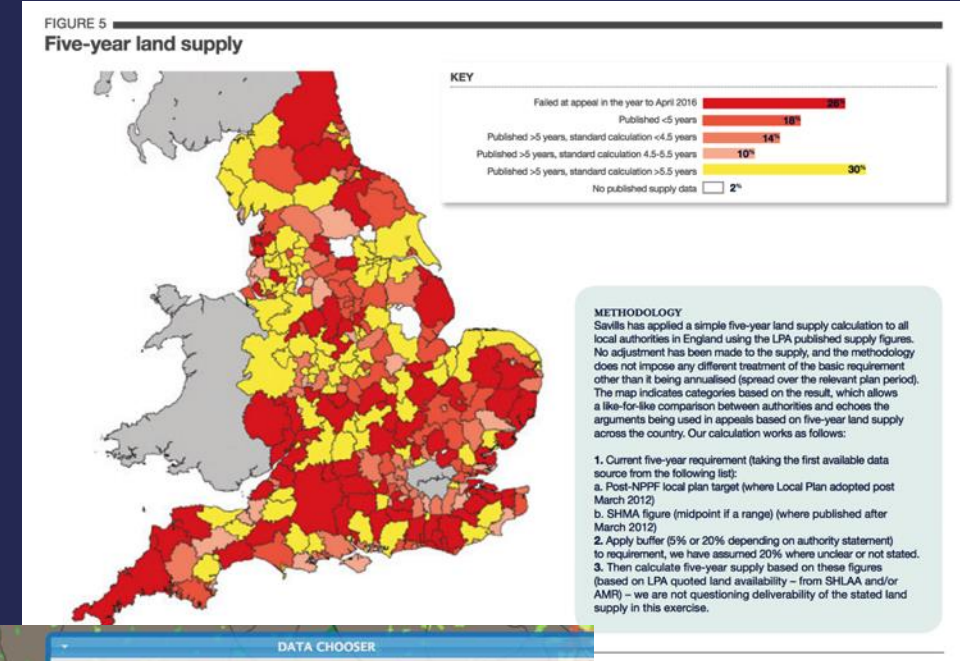 FIGURE 5
Five-year land supply
KEY
Failed at appeal in the year to April 2016 26%
Published <5 years 18%
Published >5 years, standard calculation <4.5 years 14%
Published >5 years, standard calculation 4.5-5.5 years 10%
Published >5 years, standard calculation >5.5 years 30%
No published supply data 2%
METHODOLOGY
Savills has applied a simple five-year land supply calculation to all
local authorities in England using the LPA published supply figures.
No adjustment has been made to the supply, and the methodology
does not impose any different treatment of the basic requirement
other than it being annualised (spread over the relevant plan period).
The map indicates categories based on the result, which allows
a like-for-like comparison between authorities and echoes the
arguments being used in appeals based on five-year land supply
across the country. Our calculation works as follows:
1. Current five-year requirement (taking the first available data
source from the following list):
a. Post-NPPF local plan target (where Local Plan adopted post
March 2012)
b. SHMA figure (midpoint if a range) (where published after
March 2012)
2. Apply buffer (5% or 20% depending on authority statement)
to requirement, we have assumed 20% where unclear or not stated.
3. Then calculate five-year supply based on these figures
(based on LPA quoted land availability – from SHLAA and/or
AMR) – we are not questioning deliverability of the stated land
supply in this exercise.
DATA CHOOSER